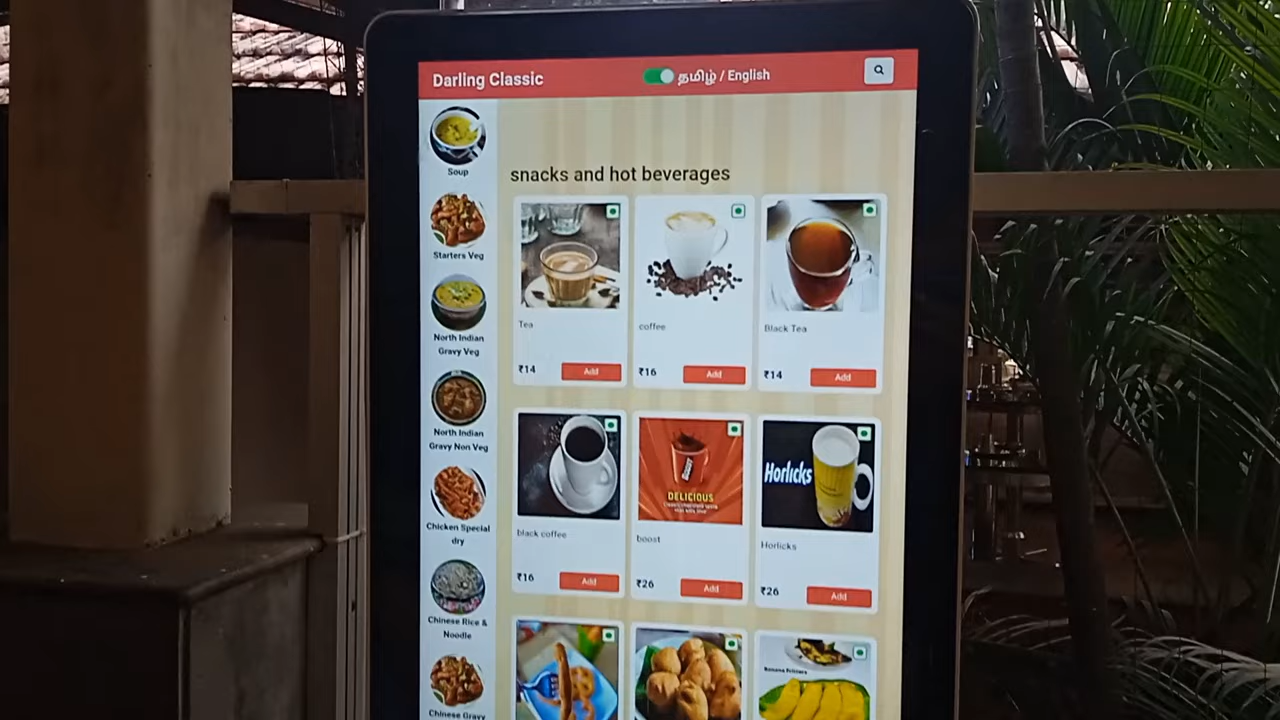 Darling Classic
தமிழ் / English
Soup
Starters Veg
North Indian
Gravy Veg
North Indian
Gravy Non Veg
Chicken Special
dry
Chinese Rice &
Noodle
Chinese Gravy
snacks and hot beverages
Tea
₹14
Add
coffee
₹16
Add
Black Tea
₹14
Add
black coffee
₹16
Add
DELICIOUS
boost
₹26
Add
Horlicks
Horlicks
₹26
Add